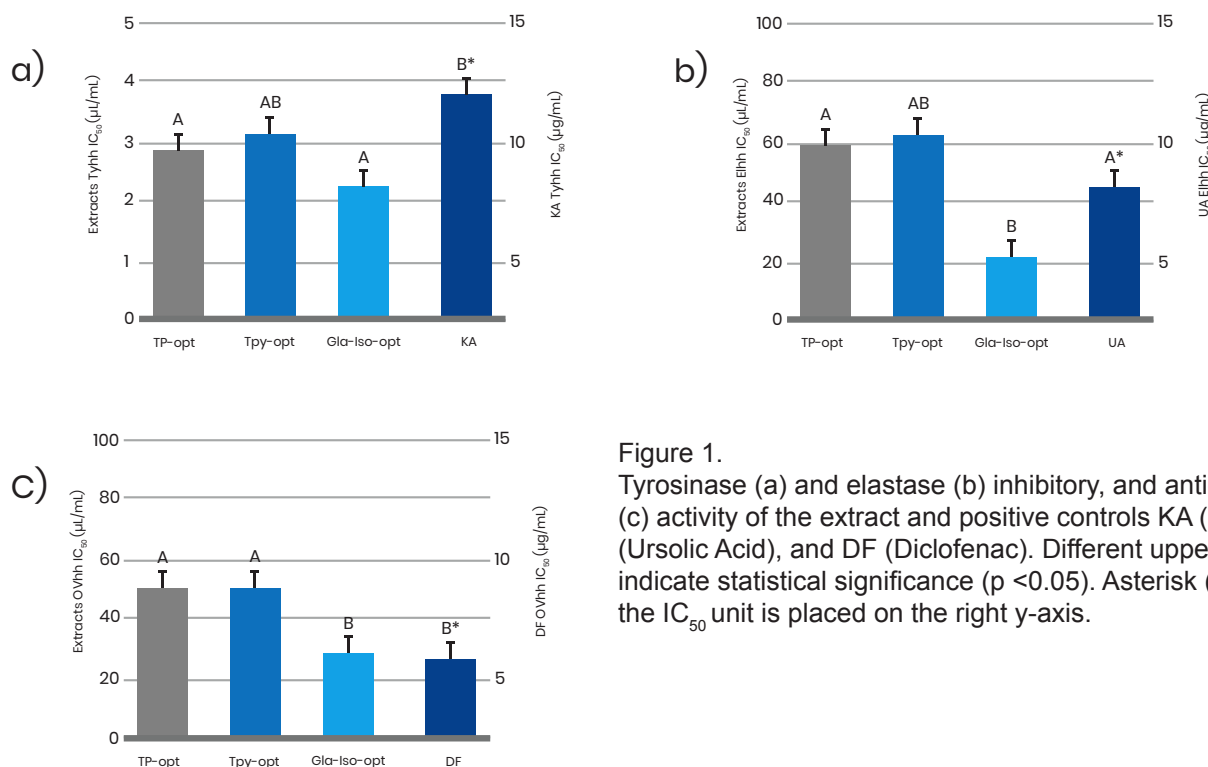 a)
Extracts Tyhh IC50 (µL/mL)
5
4
3
2
1
0
A
AB
A
B*
15
10
5
KA Tyhh IC50 (µg/mL)
TP-opt Tpy-opt Gla-Iso-opt KA
b)
Extracts Elhh IC50 (µL/mL)
100
80
60
40
20
0
A
AB
B
A*
15
10
5
UA Elhh IC50 (µg/mL)
TP-opt Tpy-opt Gla-Iso-opt UA
c)
Extracts OVhh IC50 (µL/mL)
100
80
60
40
20
0
A
A
B
B*
15
10
5
DF OVhh IC50 (µg/mL)
TP-opt Tpy-opt Gla-Iso-opt DF
Figure 1.
Tyrosinase (a) and elastase (b) inhibitory, and anti
(c) activity of the extract and positive controls KA (
(Ursolic Acid), and DF (Diclofenac). Different uppe
indicate statistical significance (p <0.05). Asterisk (
the IC50 unit is placed on the right y-axis.